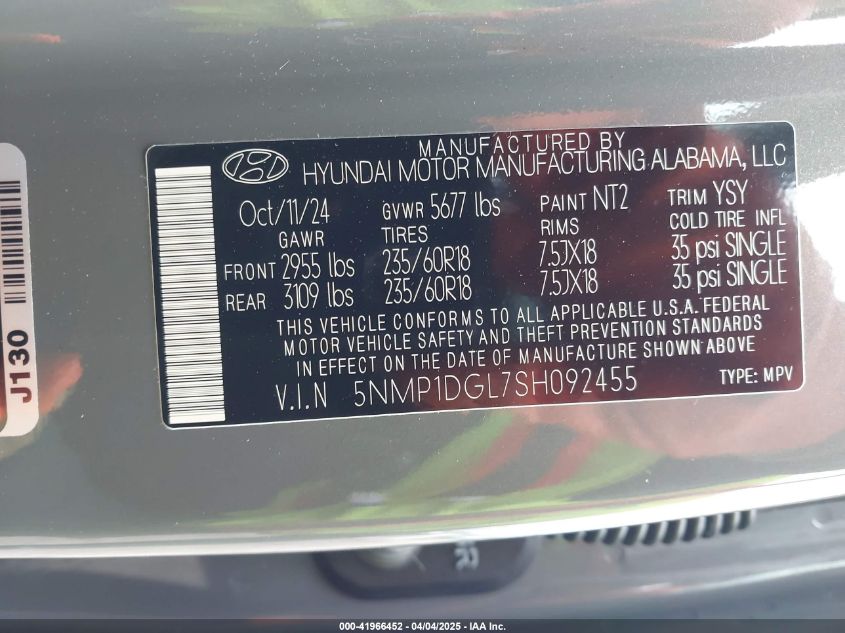 MANUFACTURED BY
HYUNDAI MOTOR MANUFACTURING ALABAMA, LLC
Oct/11/24 GVWR 5677 lbs PAINT NT2 TRIM YSY
GAWR TIRES RIMS COLD TIRE INFL
FRONT 2955 lbs 235/60R18 7.5JX18 35 psi SINGLE
REAR 3109 lbs 235/60R18 7.5JX18 35 psi SINGLE
THIS VEHICLE CONFORMS TO ALL APPLICABLE U.S.A. FEDERAL
MOTOR VEHICLE SAFETY AND THEFT PREVENTION STANDARDS
IN EFFECT ON THE DATE OF MANUFACTURE SHOWN ABOVE
V.I.N 5NMP1DGL7SH092455 TYPE: MPV
J130
R
000-41966452 - 04/04/2025 - IAA Inc.